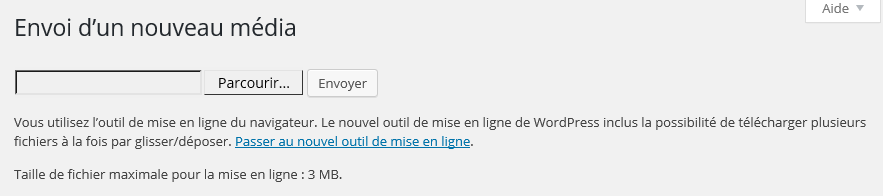 Aide
Envoi d’un nouveau média
Parcourir... Envoyer
Vous utilisez l’outil de mise en ligne du navigateur. Le nouvel outil de mise en ligne de WordPress inclus la possibilité de télécharger plusieurs
fichiers à la fois par glisser/déposer. Passer au nouvel outil de mise en ligne.
Taille de fichier maximale pour la mise en ligne : 3 MB.